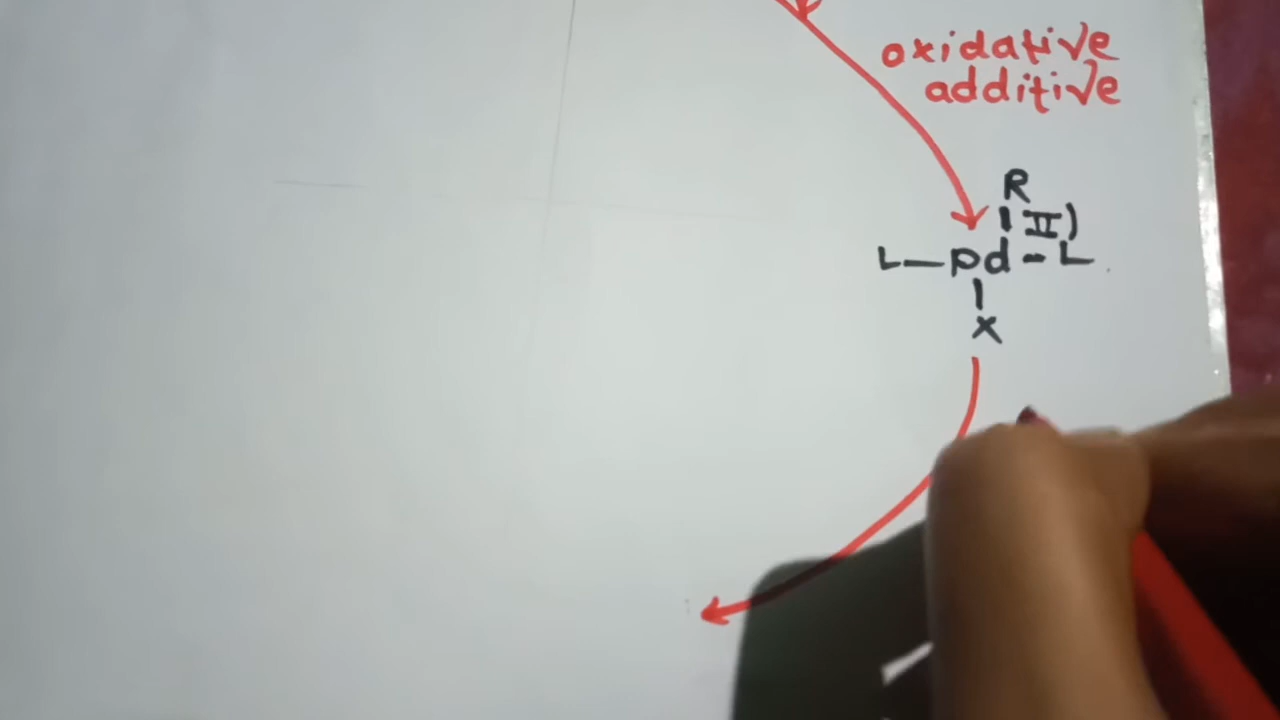 oxidative
additive
R
II)
L-Pd-L
X